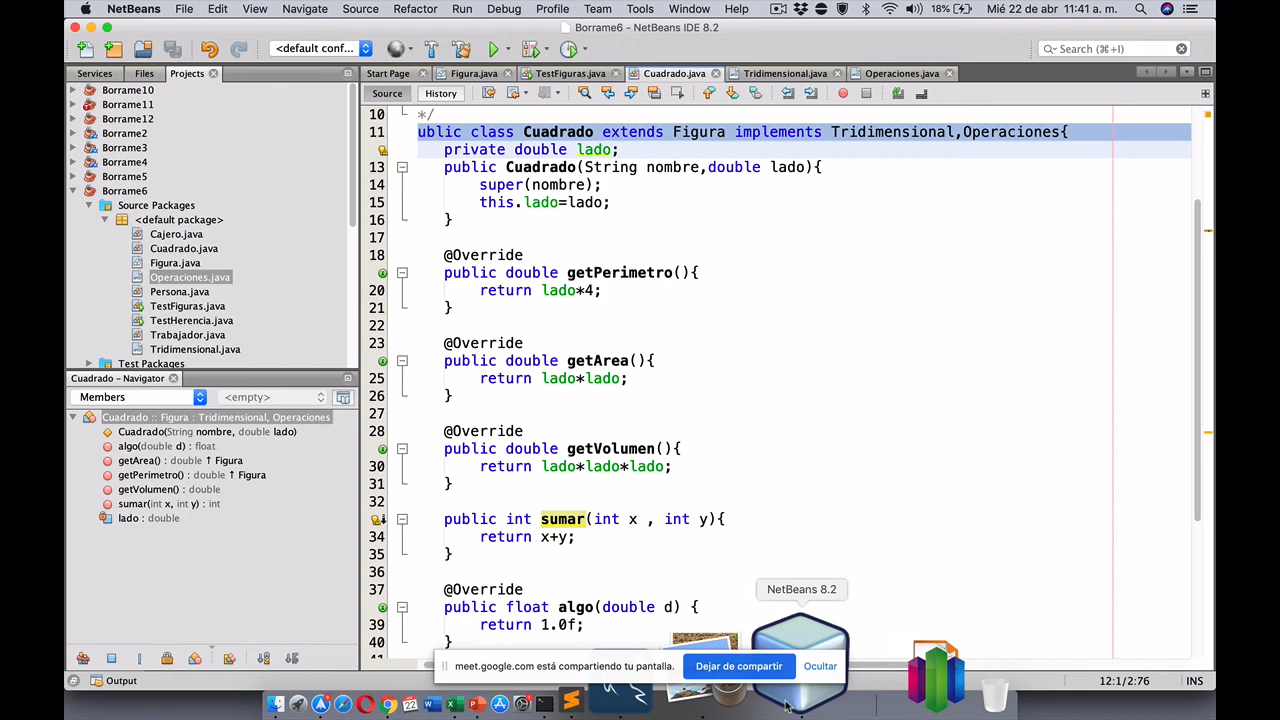 NetBeans File Edit View Navigate Source Refactor Run Debug Profile Team Tools Window Help 18% Mié 22 de abr 11:41 a. m.
Borrame6 - NetBeans IDE 8.2
<default conf... Search (⌘+I)
Services Files Projects Start Page Figura.java TestFiguras.java Cuadrado.java Tridimensional.java Operaciones.java
Source History
Borrame10
Borrame11
Borrame12
Borrame2
Borrame3
Borrame4
Borrame5
Borrame6
Source Packages
<default package>
Cajero.java
Cuadrado.java
Figura.java
Operaciones.java
Persona.java
TestFiguras.java
TestHerencia.java
Trabajador.java
Tridimensional.java
Test Packages
Cuadrado – Navigator
Members <empty>
Cuadrado :: Figura : Tridimensional, Operaciones
Cuadrado(String nombre, double lado)
algo(double d) : float
getArea() : double ↑ Figura
getPerimetro() : double ↑ Figura
getVolumen() : double
sumar(int x, int y) : int
lado : double
10 */
11 ublic class Cuadrado extends Figura implements Tridimensional,Operaciones{
private double lado;
13 public Cuadrado(String nombre,double lado){
14 super(nombre);
15 this.lado=lado;
16 }
17
18 @Override
public double getPerimetro(){
20 return lado*4;
21 }
22
23 @Override
public double getArea(){
25 return lado*lado;
26 }
27
28 @Override
public double getVolumen(){
30 return lado*lado*lado;
31 }
32
public int sumar(int x , int y){
34 return x+y;
35 }
36
37 @Override
public float algo(double d) {
39 return 1.0f;
40 }
NetBeans 8.2
meet.google.com está compartiendo tu pantalla. Dejar de compartir Ocultar
Output 12:1/2:76 INS